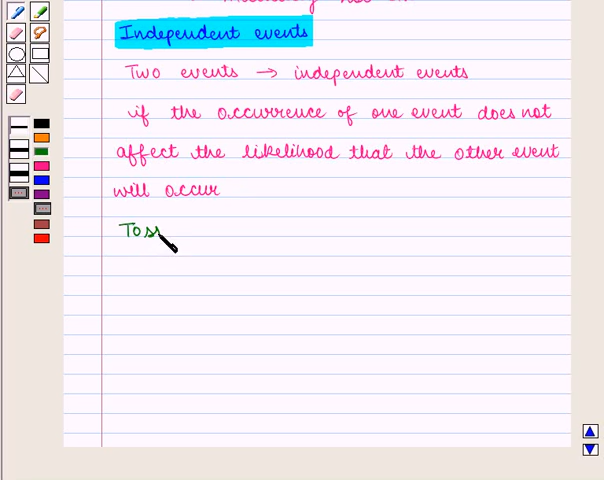 Independent events
Two events → independent events
if the occurrence of one event does not
affect the likelihood that the other event
will occur
Toss